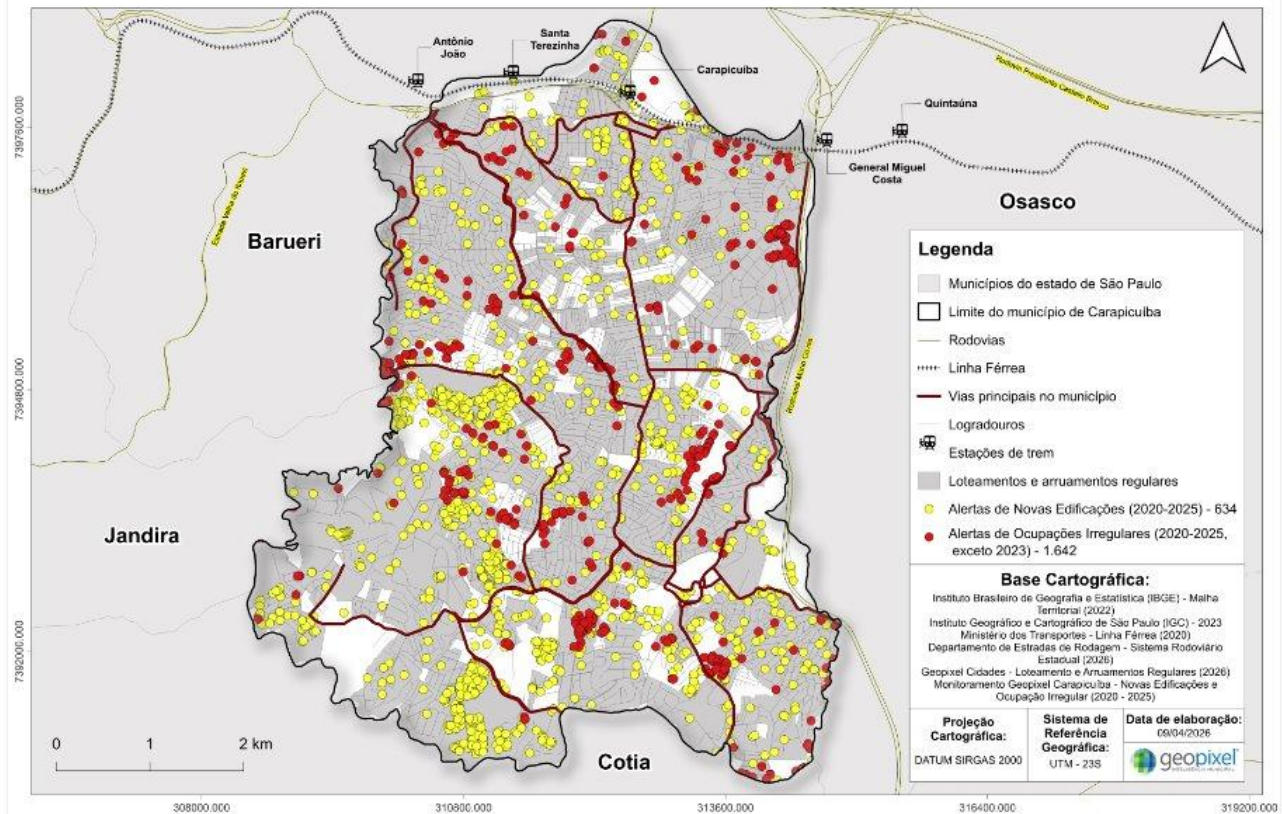 Antônio
João
Santa
Terezinha
Carapicuíba
Rodovia Presidente Castello Branco
Quintaúna
General Miguel
Costa
Osasco
Barueri
Jandira
Cotia
7397600.000
7394800.000
7392000.000
308000.000
310800.000
313600.000
316400.000
319200.000
0 1 2 km
Legenda
Municípios do estado de São Paulo
Limite do município de Carapicuíba
Rodovias
Linha Férrea
Vias principais no município
Logradouros
Estações de trem
Loteamentos e arruamentos regulares
Alertas de Novas Edificações (2020-2025) - 634
Alertas de Ocupações Irregulares (2020-2025,
exceto 2023) - 1.642
Base Cartográfica:
Instituto Brasileiro de Geografia e Estatística (IBGE) - Malha
Territorial (2022)
Instituto Geográfico e Cartográfico de São Paulo (IGC) - 2023
Ministério dos Transportes - Linha Férrea (2020)
Departamento de Estradas de Rodagem - Sistema Rodoviário
Estadual (2026)
Geopixel Cidades - Loteamento e Arruamentos Regulares (2026)
Monitoramento Geopixel Carapicuíba - Novas Edificações e
Ocupação Irregular (2020 - 2025)
Projeção
Cartográfica:
DATUM SIRGAS 2000
Sistema de
Referência
Geográfica:
UTM - 23S
Data de elaboração:
09/04/2026
geopixel